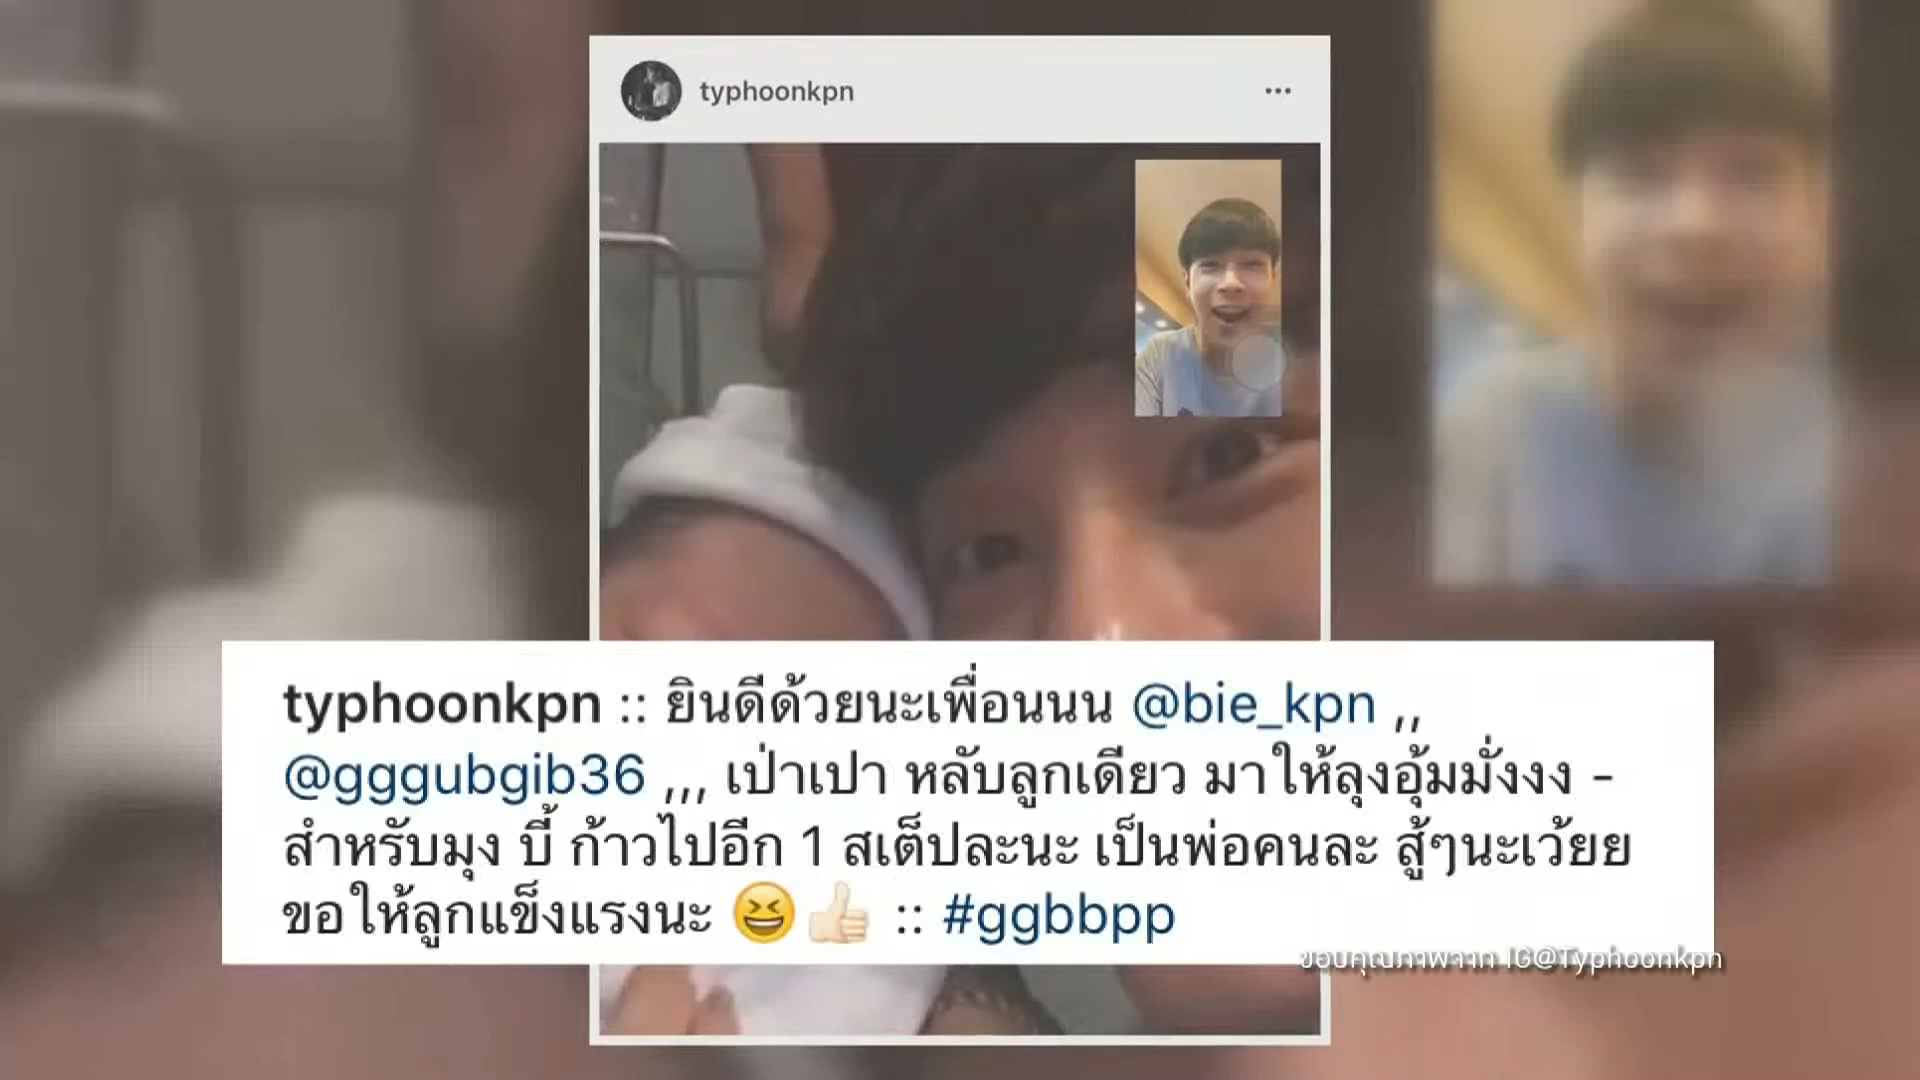 typhoonkpn
typhoonkpn :: ยินดีด้วยนะเพื่อนนน @bie_kpn ,,
@gggubgib36 ,,, เป่าเปา หลับลูกเดียว มาให้ลุงอุ้มมั่งงง -
สำหรับมุง บี้ ก้าวไปอีก 1 สเต็ปละนะ เป็นพ่อคนละ สู้ๆนะเว้ยย
ขอให้ลูกแข็งแรงนะ 😆👍🏻 :: #ggbbpp
ขอบคุณภาพจาก IG@Typhoonkpn